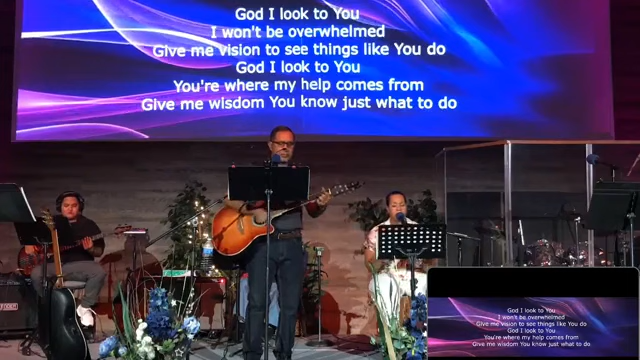 God I look to You
I won't be overwhelmed
Give me vision to see things like You do
God I look to You
You're where my help comes from
Give me wisdom You know just what to do
God I look to You
I won't be overwhelmed
Give me vision to see things like You do
God I look to You
You're where my help comes from
Give me wisdom You know just what to do